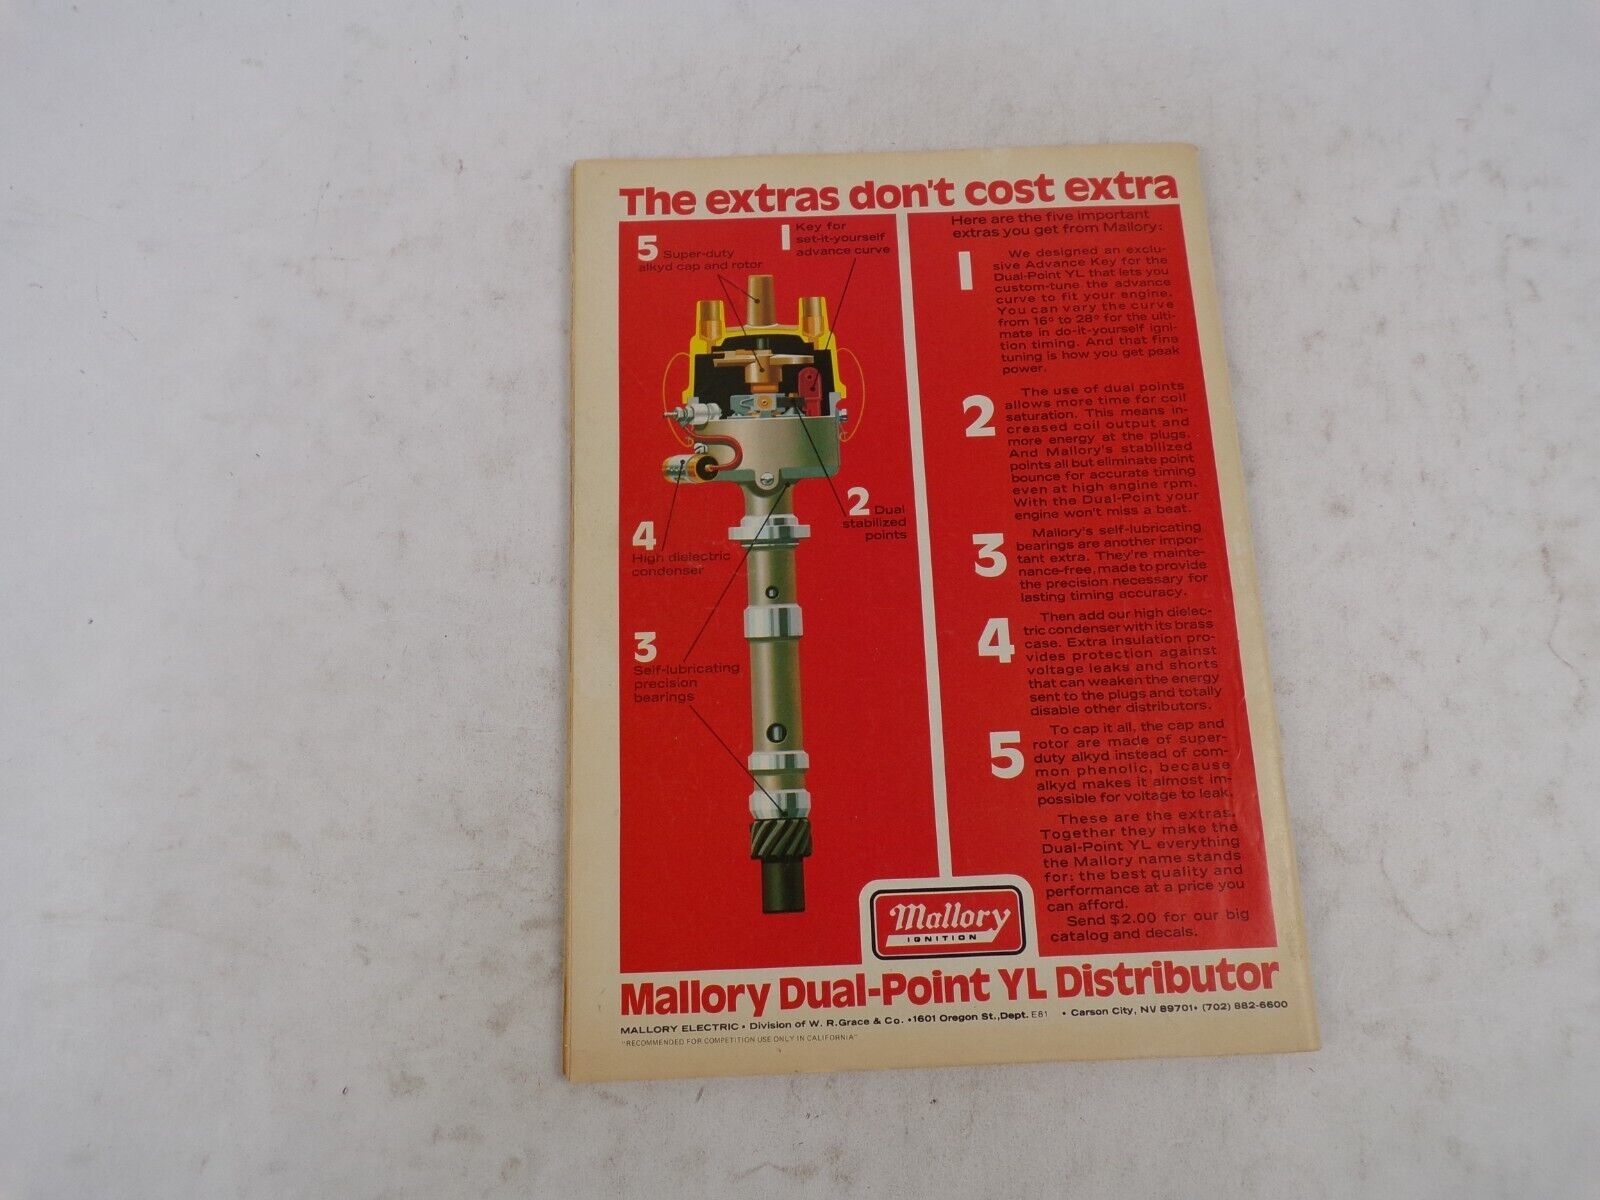 The extras don't cost extra
5 Super-duty
alkyd cap and rotor
1 Key for
set-it-yourself
advance curve
2 Dual
stabilized
points
4
High dielectric
condenser
3
Self-lubricating
precision
bearings
Here are the five important
extras you get from Mallory:
1
We designed an exclu-
sive Advance Key for the
Dual-Point YL that lets you
custom-tune the advance
curve to fit your engine.
You can vary the curve
from 16° to 28° for the ulti-
mate in do-it-yourself igni-
tion timing. And that fine
tuning is how you get peak
power.
2
The use of dual points
allows more time for coil
saturation. This means in-
creased coil output and
more energy at the plugs.
And Mallory's stabilized
points all but eliminate point
bounce for accurate timing
even at high engine rpm.
With the Dual-Point your
engine won't miss a beat.
3
Mallory's self-lubricating
bearings are another impor-
tant extra. They're mainte-
nance-free, made to provide
the precision necessary for
lasting timing accuracy.
4
Then add our high dielec-
tric condenser with its brass
case. Extra insulation pro-
vides protection against
voltage leaks and shorts
that can weaken the energy
sent to the plugs and totally
disable other distributors.
5
To cap it all, the cap and
rotor are made of super-
duty alkyd instead of com-
mon phenolic, because
alkyd makes it almost im-
possible for voltage to leak.
These are the extras.
Together they make the
Dual-Point YL everything
the Mallory name stands
for: the best quality and
performance at a price you
can afford.
Send $2.00 for our big
catalog and decals.
Mallory
IGNITION
Mallory Dual-Point YL Distributor
MALLORY ELECTRIC • Division of W. R. Grace & Co. • 1601 Oregon St., Dept. E81 • Carson City, NV 89701 • (702) 882-6600
"RECOMMENDED FOR COMPETITION USE ONLY IN CALIFORNIA"